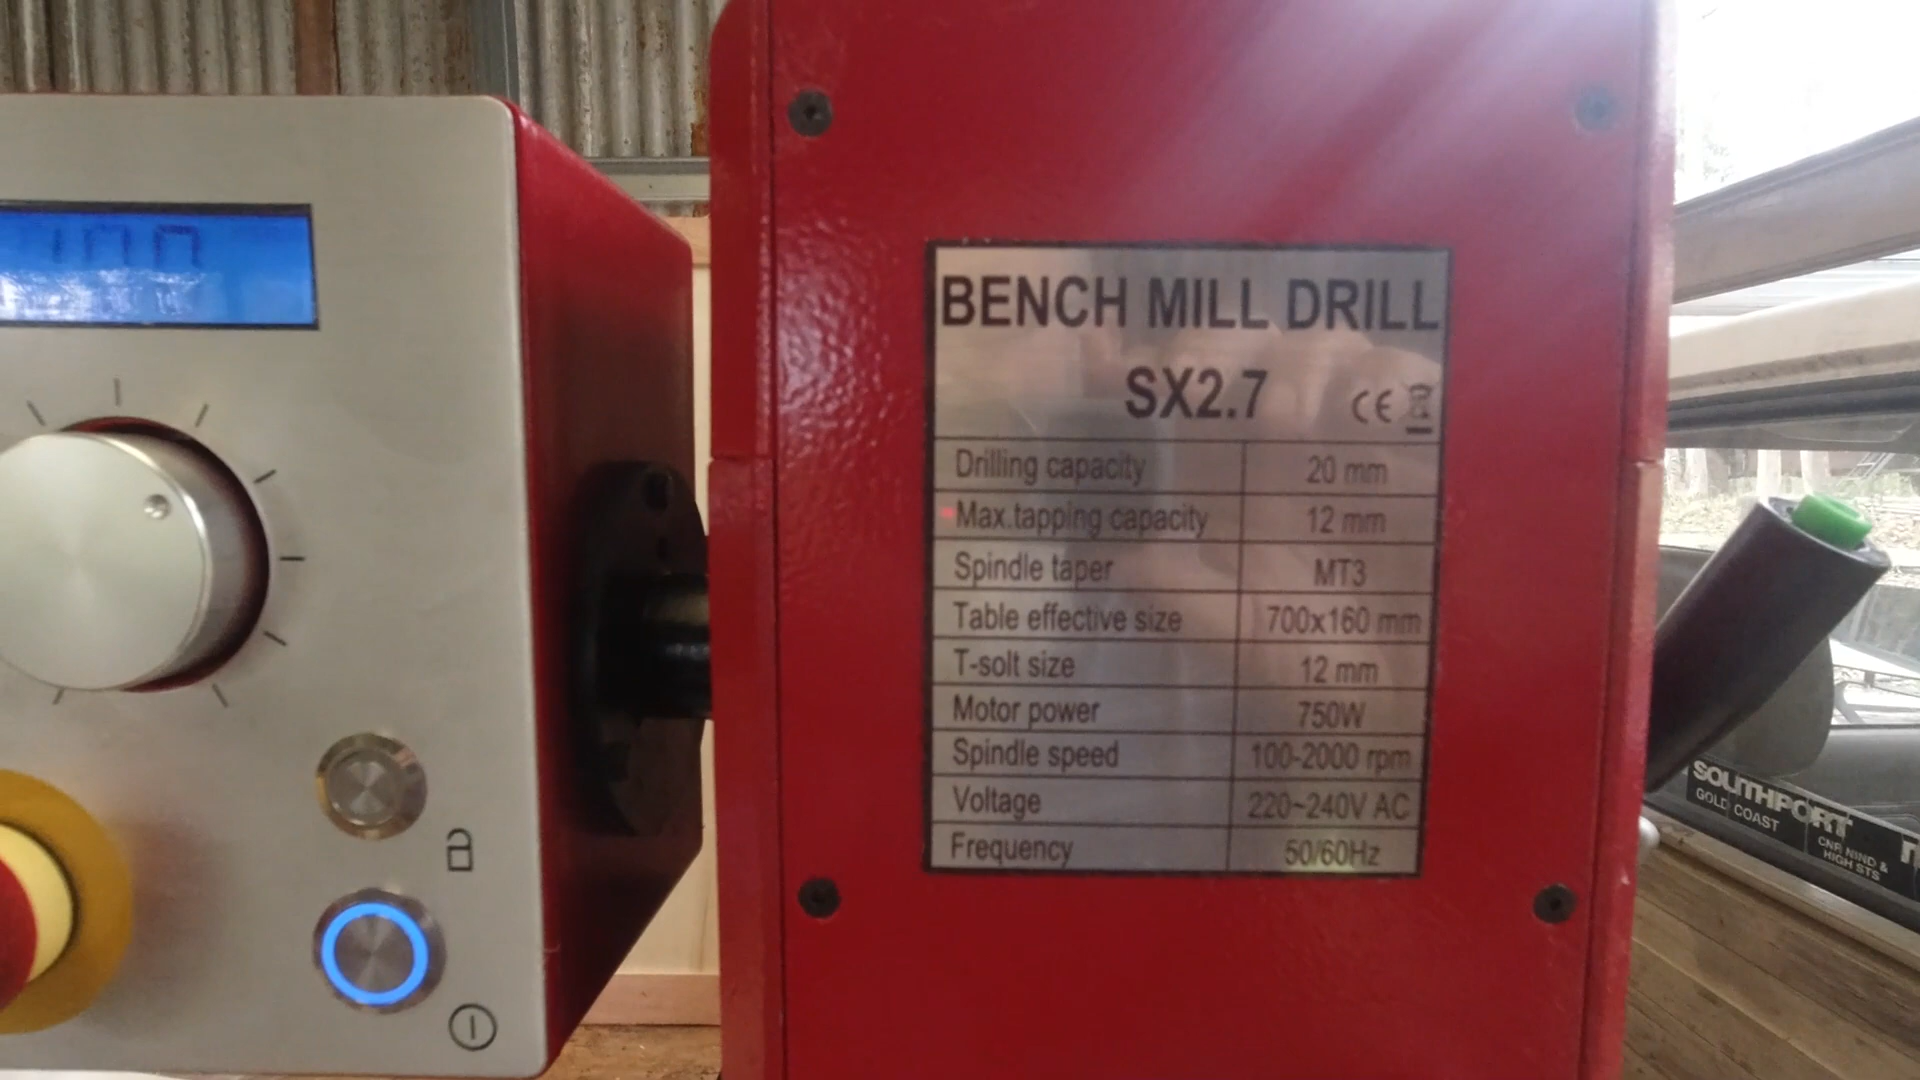 BENCH MILL DRILL
SX2.7 CE
Drilling capacity 20 mm
Max.tapping capacity 12 mm
Spindle taper MT3
Table effective size 700x160 mm
T-solt size 12 mm
Motor power 750W
Spindle speed 100-2000 rpm
Voltage 220~240V AC
Frequency 50/60Hz
SOUTHPORT
GOLD COAST
CNR NIND &
HIGH STS